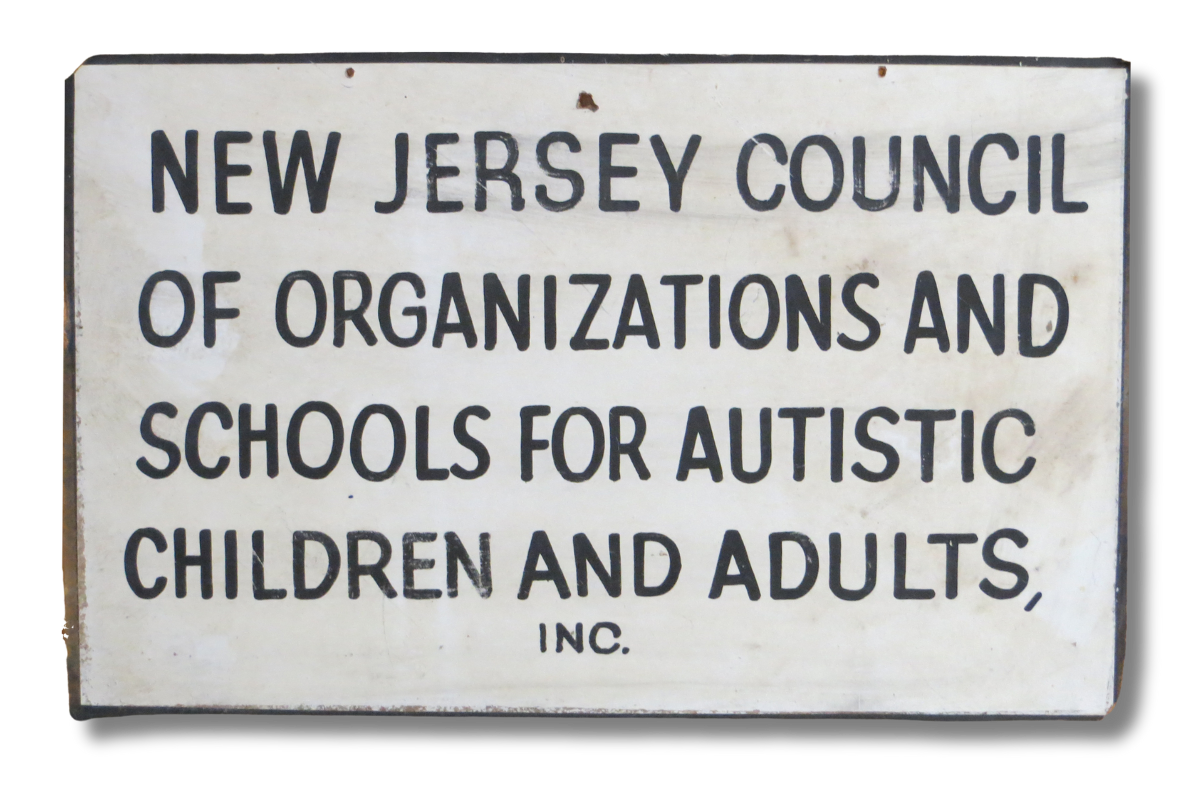 NEW JERSEY COUNCIL
OF ORGANIZATIONS AND
SCHOOLS FOR AUTISTIC
CHILDREN AND ADULTS,
INC.